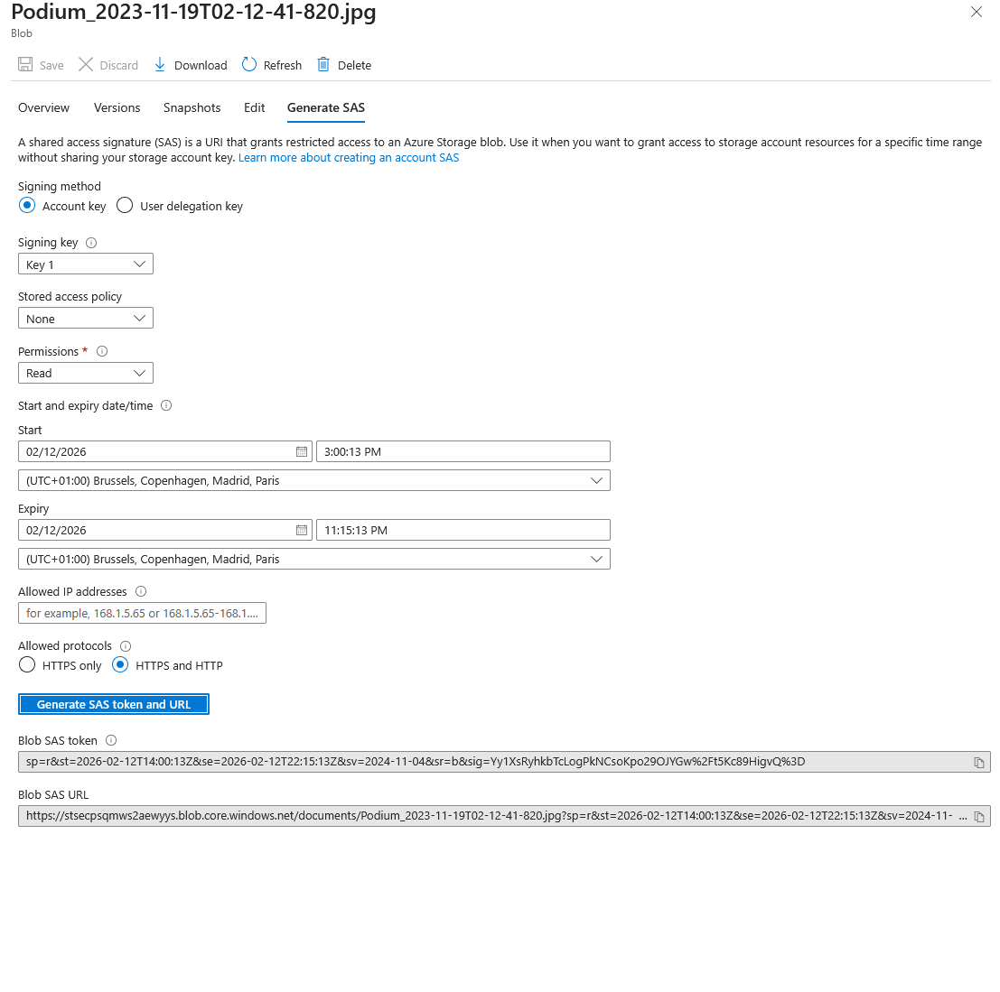 Podium_2023-11-19T02-12-41-820.jpg
Blob
Save Discard Download Refresh Delete
Overview Versions Snapshots Edit Generate SAS
A shared access signature (SAS) is a URI that grants restricted access to an Azure Storage blob. Use it when you want to grant access to storage account resources for a specific time range
without sharing your storage account key. Learn more about creating an account SAS
Signing method
Account key User delegation key
Signing key
Key 1
Stored access policy
None
Permissions *
Read
Start and expiry date/time
Start
02/12/2026 3:00:13 PM
(UTC+01:00) Brussels, Copenhagen, Madrid, Paris
Expiry
02/12/2026 11:15:13 PM
(UTC+01:00) Brussels, Copenhagen, Madrid, Paris
Allowed IP addresses
for example, 168.1.5.65 or 168.1.5.65-168.1....
Allowed protocols
HTTPS only HTTPS and HTTP
Generate SAS token and URL
Blob SAS token
sp=r&st=2026-02-12T14:00:13Z&se=2026-02-12T22:15:13Z&sv=2024-11-04&sr=b&sig=Yy1XsRyhkbTcLogPkNCsoKpo29OJYGw%2Ft5Kc89HigvQ%3D
Blob SAS URL
https://stsecpsqmws2aewyys.blob.core.windows.net/documents/Podium_2023-11-19T02-12-41-820.jpg?sp=r&st=2026-02-12T14:00:13Z&se=2026-02-12T22:15:13Z&sv=2024-11- ...